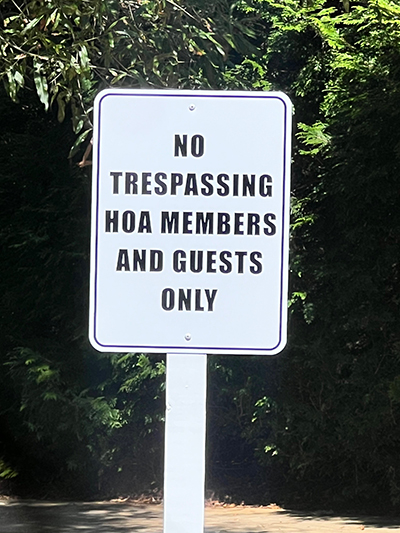 NO
TRESPASSING
HOA MEMBERS
AND GUESTS
ONLY